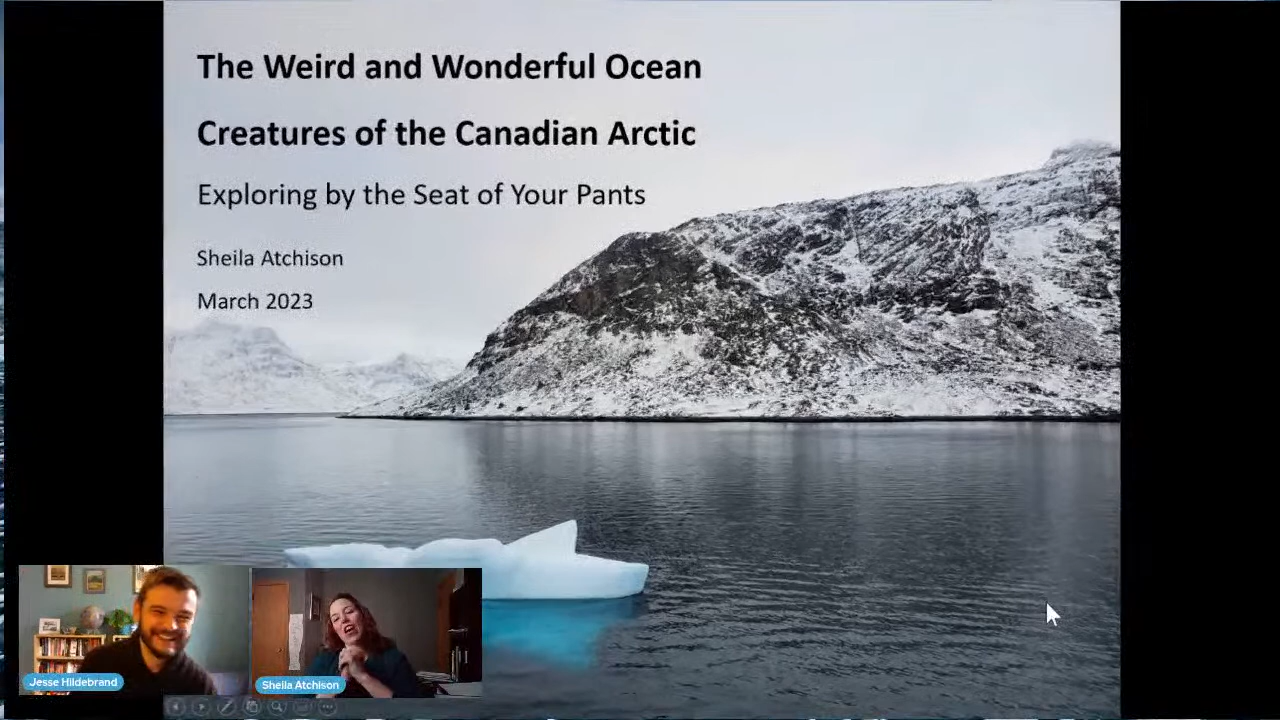 The Weird and Wonderful Ocean
Creatures of the Canadian Arctic
Exploring by the Seat of Your Pants
Sheila Atchison
March 2023
Jesse Hildebrand
Sheila Atchison